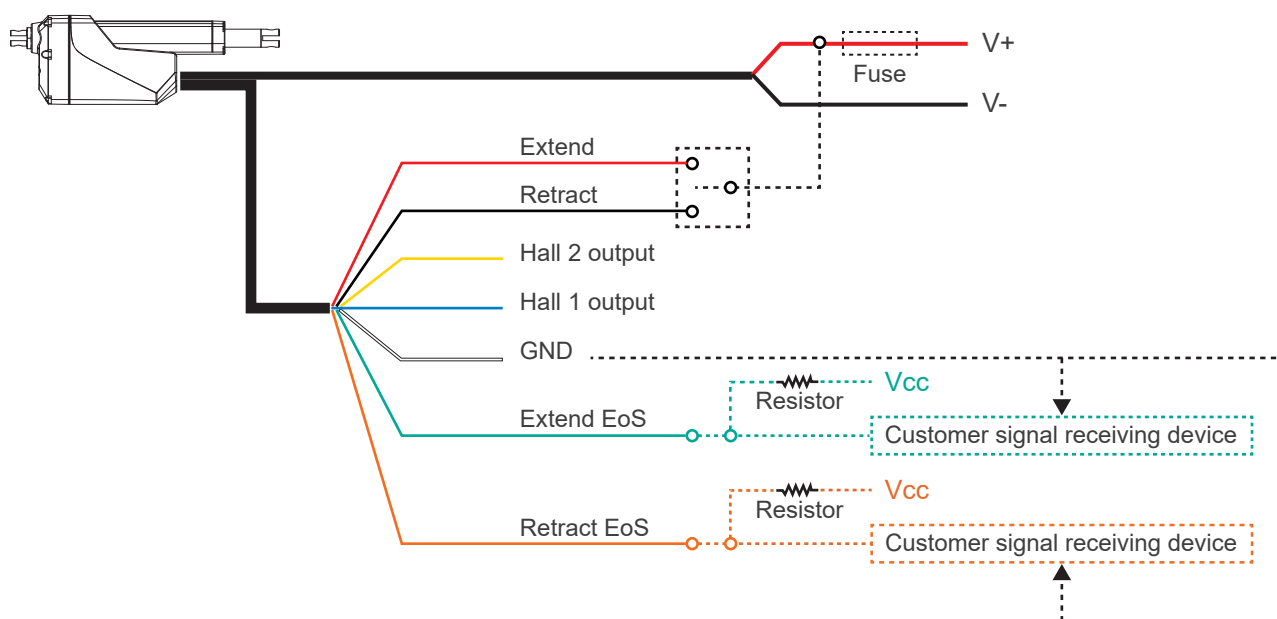 V+
Fuse
V-
Extend
Retract
Hall 2 output
Hall 1 output
GND
Vcc
Resistor
Extend EoS
Customer signal receiving device
Vcc
Resistor
Retract EoS
Customer signal receiving device